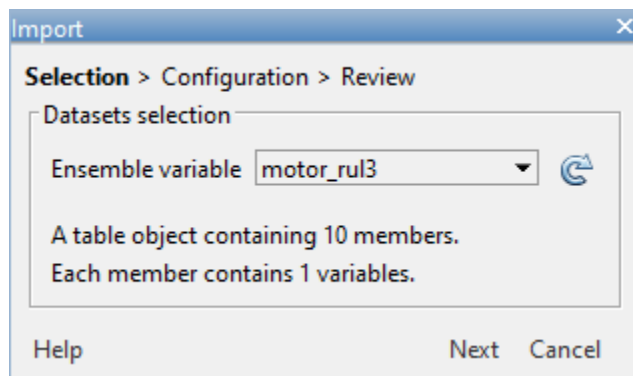 Import
Selection > Configuration > Review
Datasets selection
Ensemble variable motor_rul3
A table object containing 10 members.
Each member contains 1 variables.
Help Next Cancel